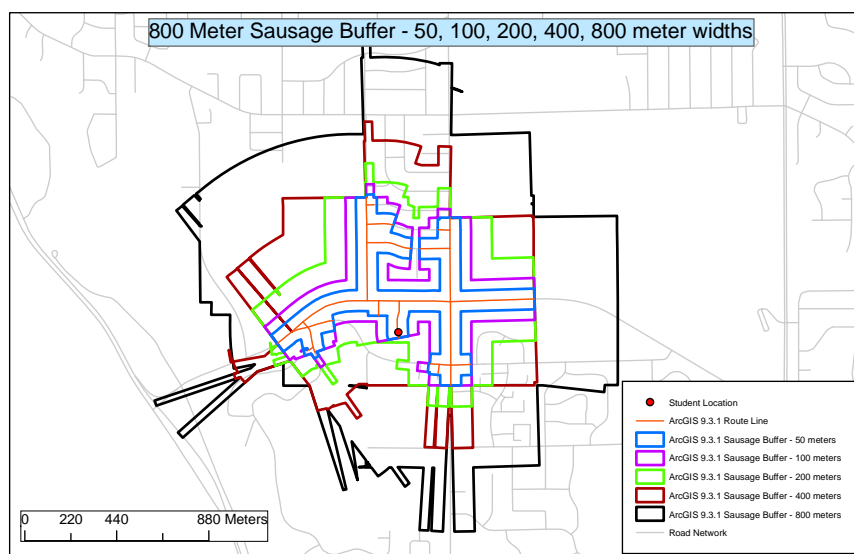 800 Meter Sausage Buffer - 50, 100, 200, 400, 800 meter widths
Student Location
ArcGIS 9.3.1 Route Line
ArcGIS 9.3.1 Sausage Buffer - 50 meters
ArcGIS 9.3.1 Sausage Buffer - 100 meters
ArcGIS 9.3.1 Sausage Buffer - 200 meters
ArcGIS 9.3.1 Sausage Buffer - 400 meters
ArcGIS 9.3.1 Sausage Buffer - 800 meters
Road Network
0 220 440 880 Meters